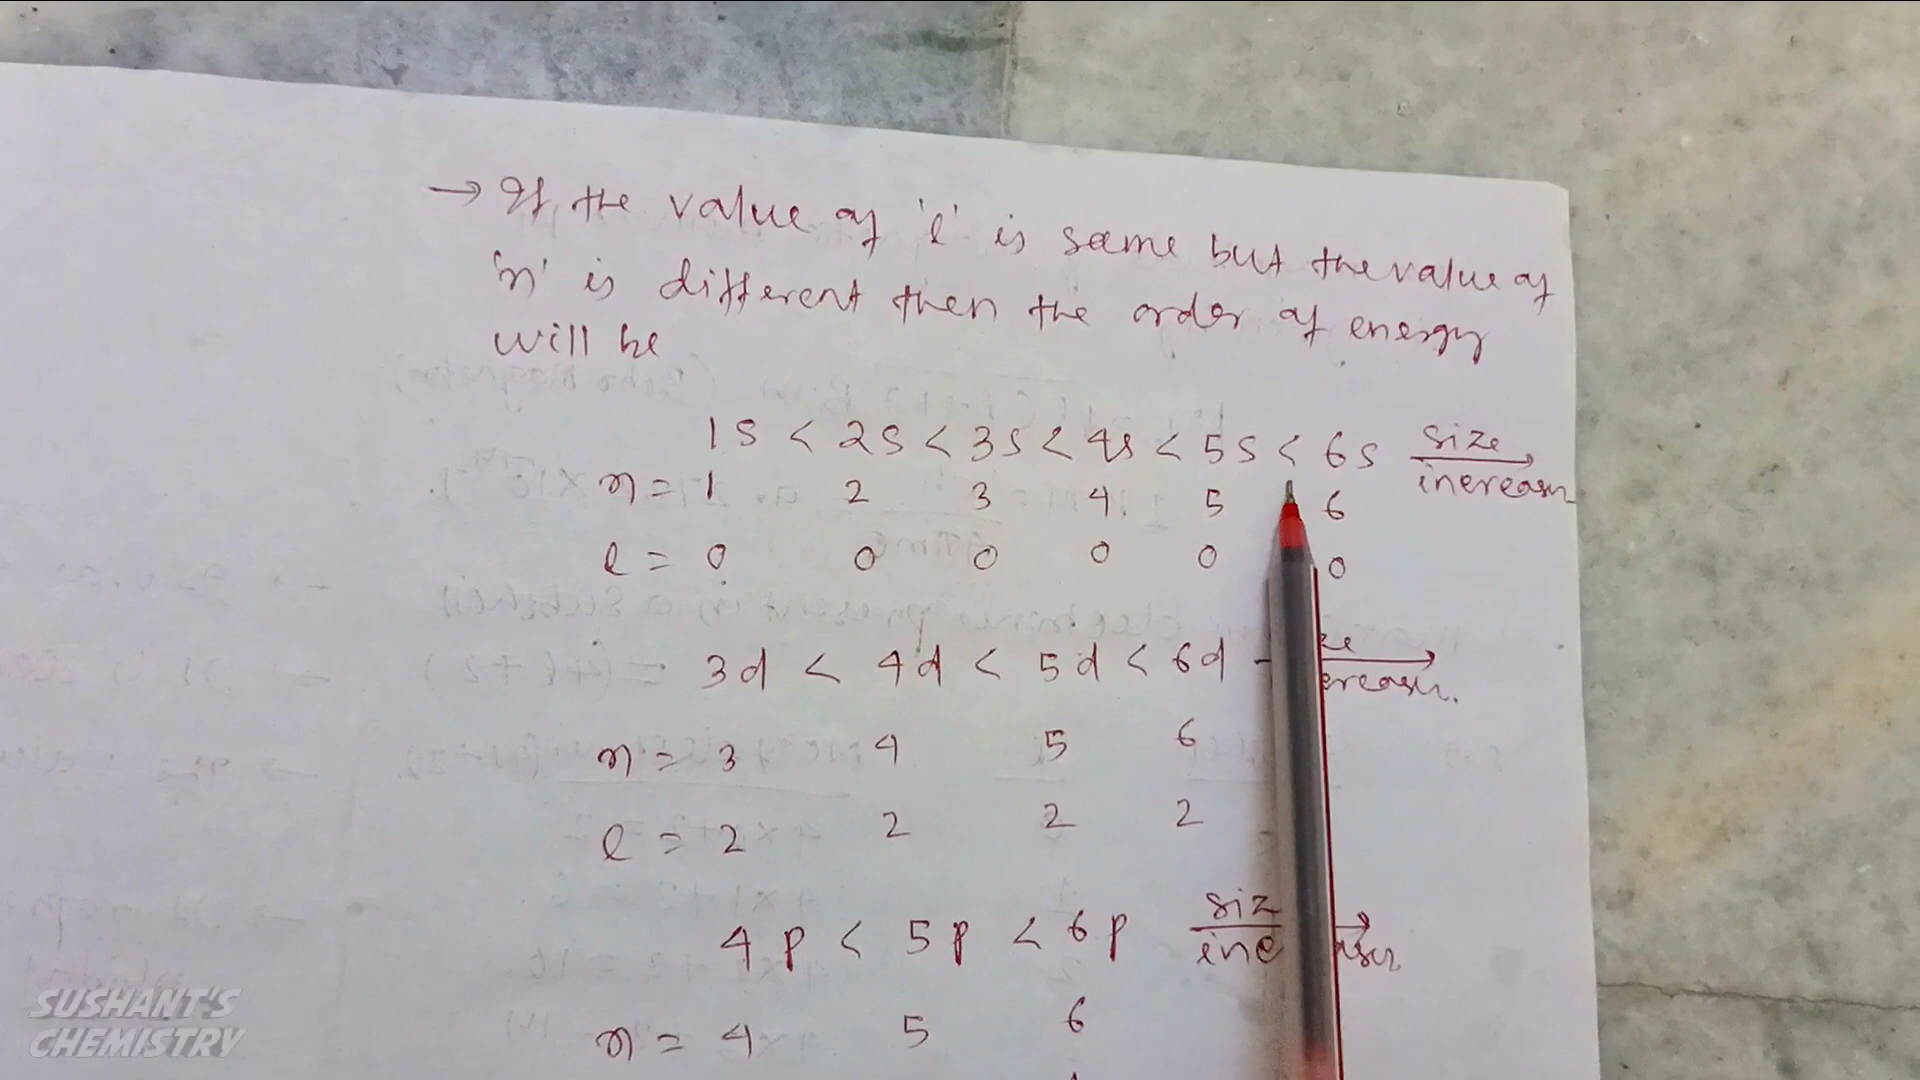 → If the value of 'l' is same but the value of
'n' is different then the order of energy
will be
1s < 2s < 3s < 4s < 5s < 6s size increases
n = 1 2 3 4 5 6
l = 0 0 0 0 0 0
3d < 4d < 5d < 6d
n = 3 4 5 6
l = 2 2 2 2
4p < 5p < 6p
n = 4 5 6
SUSHANT'S
CHEMISTRY